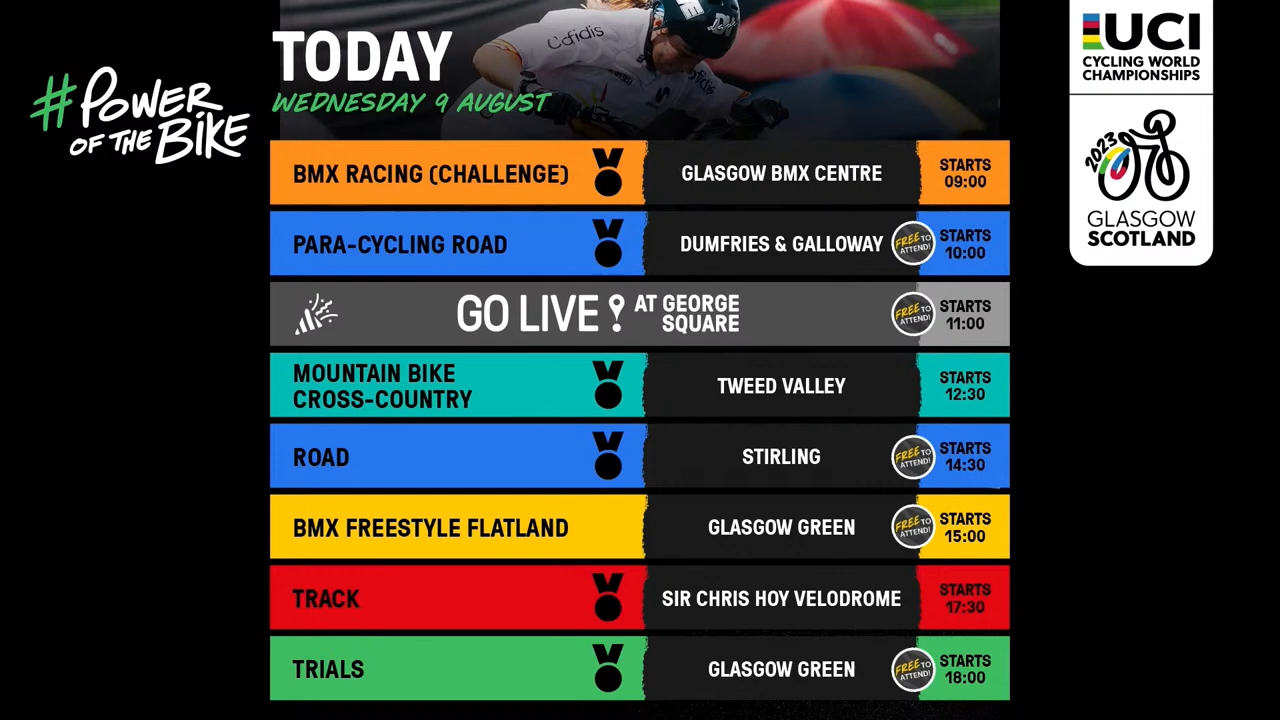 #POWER
OF THE BIKE
TODAY
WEDNESDAY 9 AUGUST
Cofidis
UCI
CYCLING WORLD
CHAMPIONSHIPS
2023
GLASGOW
SCOTLAND
BMX RACING (CHALLENGE)
GLASGOW BMX CENTRE
STARTS
09:00
PARA-CYCLING ROAD
DUMFRIES & GALLOWAY
FREE TO
ATTEND!
STARTS
10:00
GO LIVE! AT GEORGE
SQUARE
FREE TO
ATTEND!
STARTS
11:00
MOUNTAIN BIKE
CROSS-COUNTRY
TWEED VALLEY
STARTS
12:30
ROAD
STIRLING
FREE TO
ATTEND!
STARTS
14:30
BMX FREESTYLE FLATLAND
GLASGOW GREEN
FREE TO
ATTEND!
STARTS
15:00
TRACK
SIR CHRIS HOY VELODROME
STARTS
17:30
TRIALS
GLASGOW GREEN
FREE TO
ATTEND!
STARTS
18:00